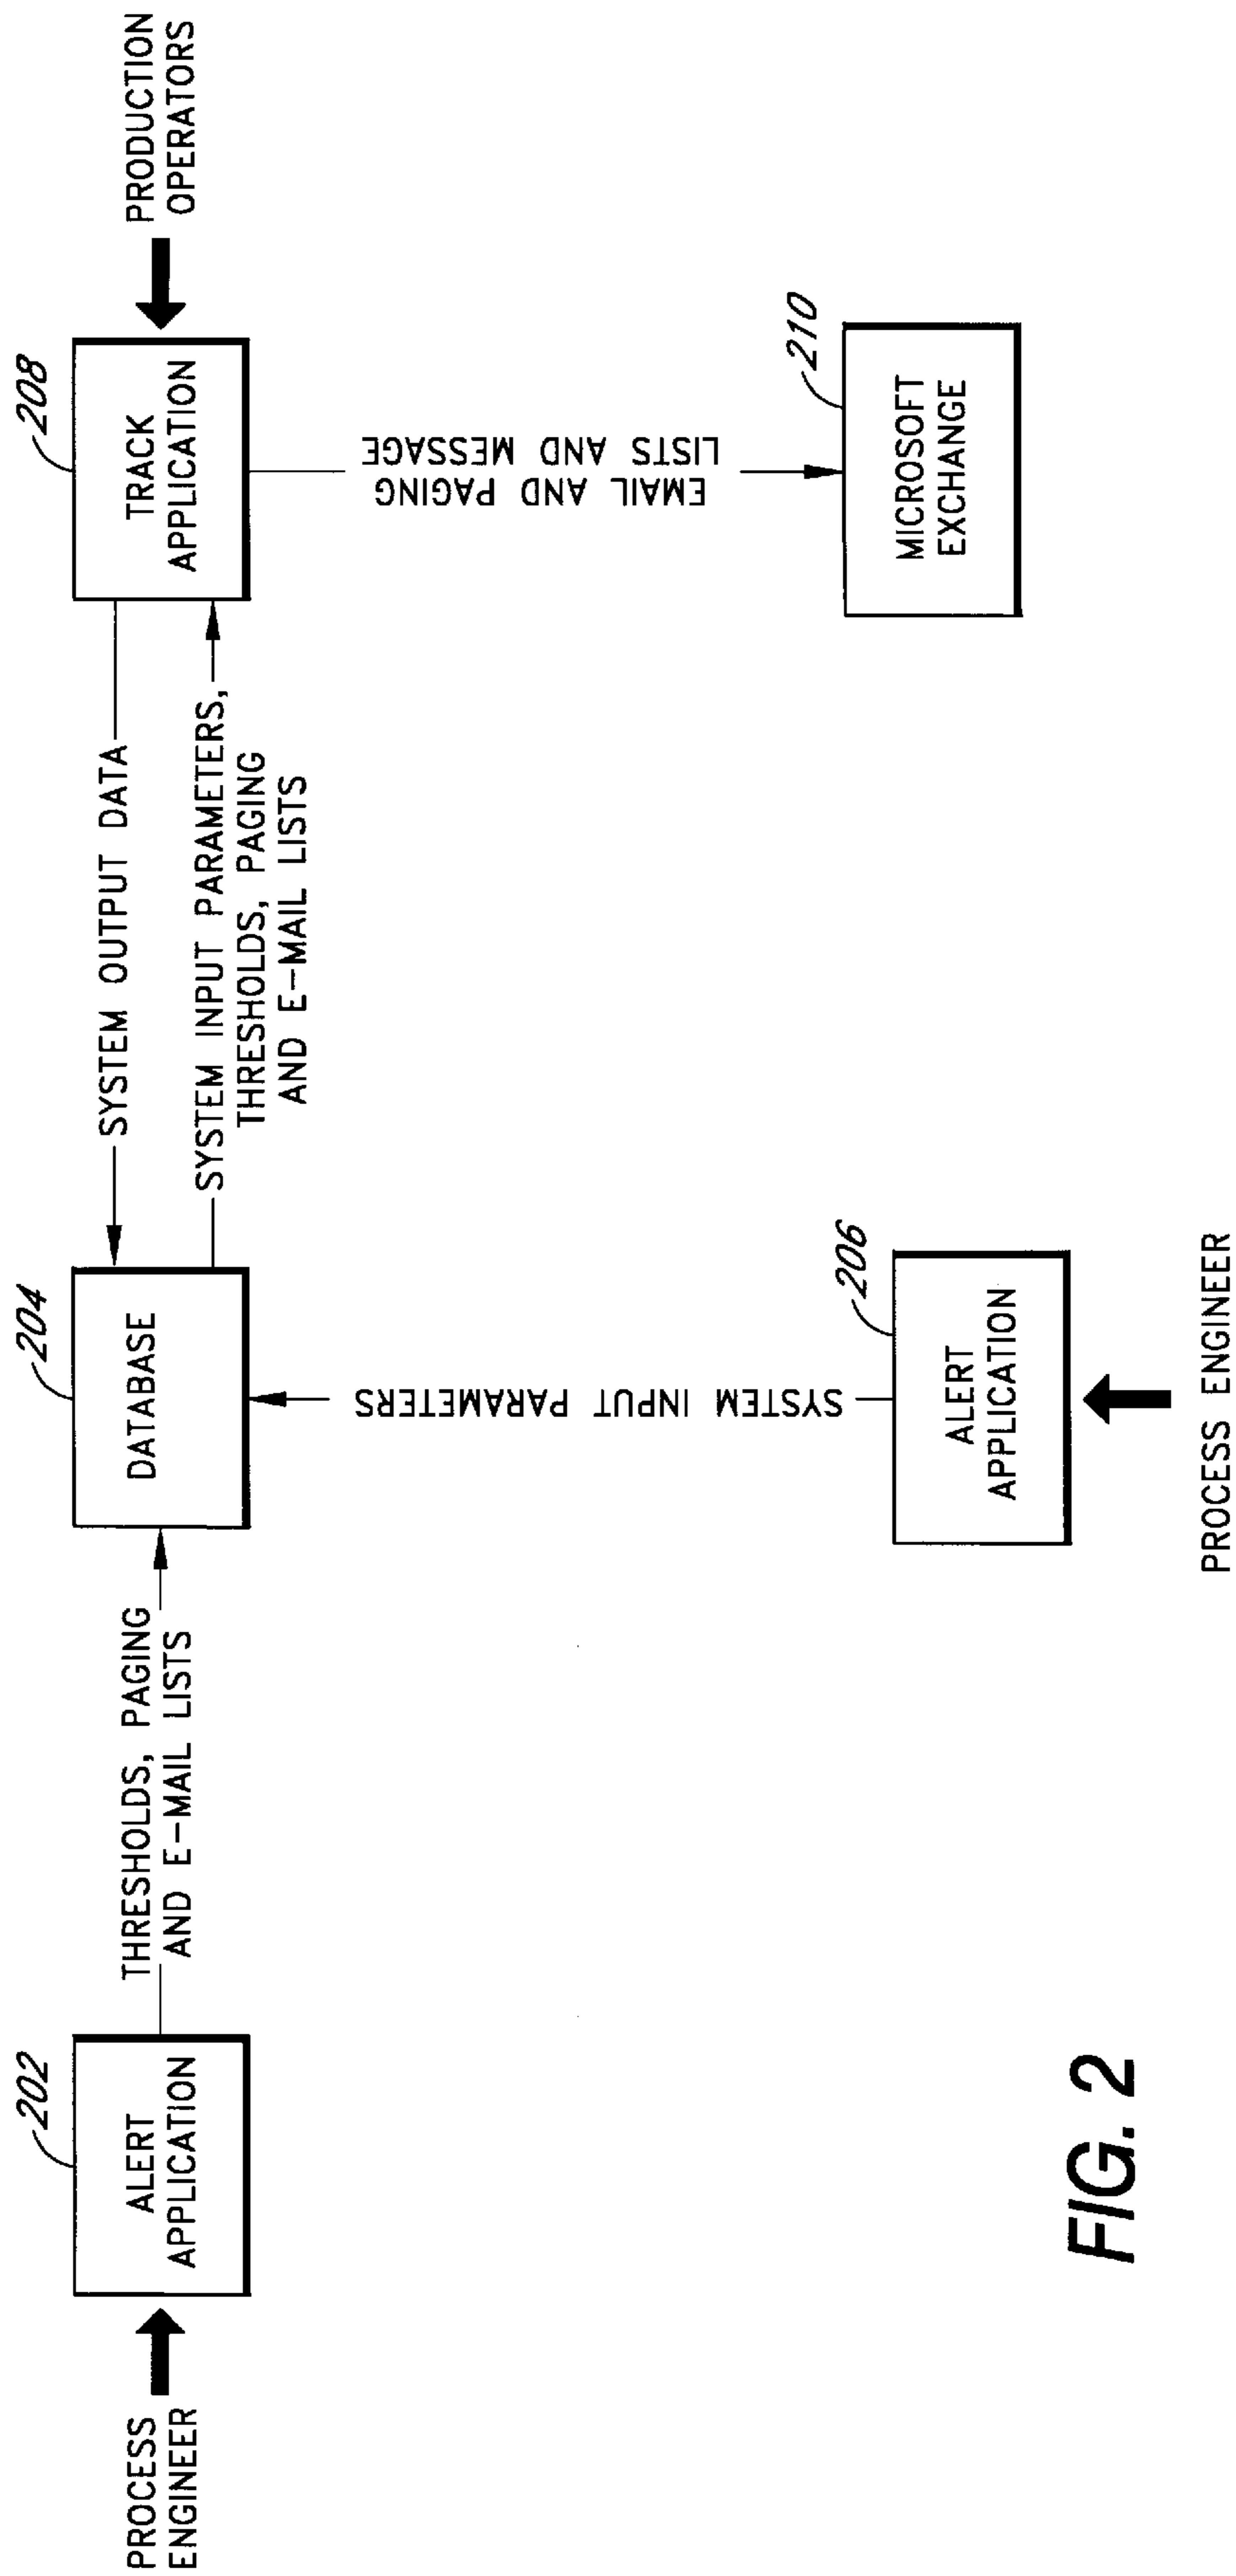 PROCESS
ENGINEER
202
ALERT
APPLICATION
THRESHOLDS, PAGING
AND E-MAIL LISTS
204
DATABASE
SYSTEM OUTPUT DATA
SYSTEM INPUT PARAMETERS,
THRESHOLDS, PAGING
AND E-MAIL LISTS
208
TRACK
APPLICATION
PRODUCTION
OPERATORS
SYSTEM INPUT PARAMETERS
EMAIL AND PAGING
LISTS AND MESSAGE
206
ALERT
APPLICATION
PROCESS ENGINEER
210
MICROSOFT
EXCHANGE
FIG. 2